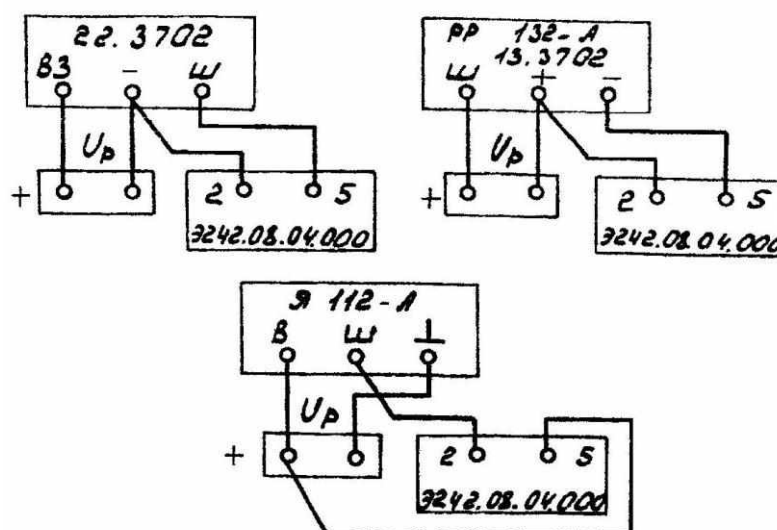 22.3702
ВЗ - Ш
Uр
+
2 5
Э242.08.04.000
РР 132-А
13.3702
Ш + -
Uр
+
2 5
Э242.08.04.000
Я 112-А
В Ш ⊥
Uр
+
2 5
Э242.08.04.000